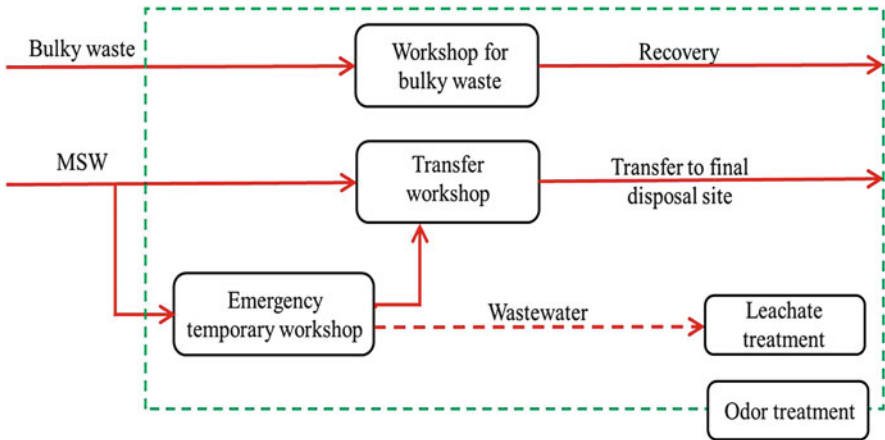 Bulky waste
Workshop for
bulky waste
Recovery
MSW
Transfer
workshop
Transfer to final
disposal site
Emergency
temporary workshop
Wastewater
Leachate
treatment
Odor treatment